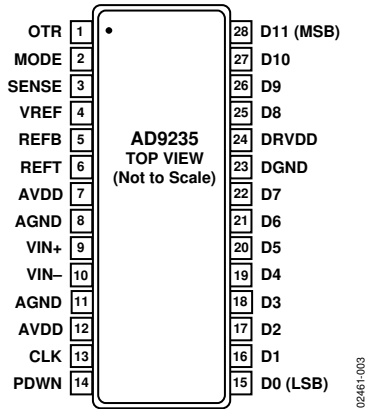 OTR 1 28 D11 (MSB)
MODE 2 27 D10
SENSE 3 26 D9
VREF 4 25 D8
REFB 5 24 DRVDD
REFT 6 23 DGND
AVDD 7 22 D7
AGND 8 21 D6
VIN+ 9 20 D5
VIN– 10 19 D4
AGND 11 18 D3
AVDD 12 17 D2
CLK 13 16 D1
PDWN 14 15 D0 (LSB)
AD9235
TOP VIEW
(Not to Scale)
02461-003